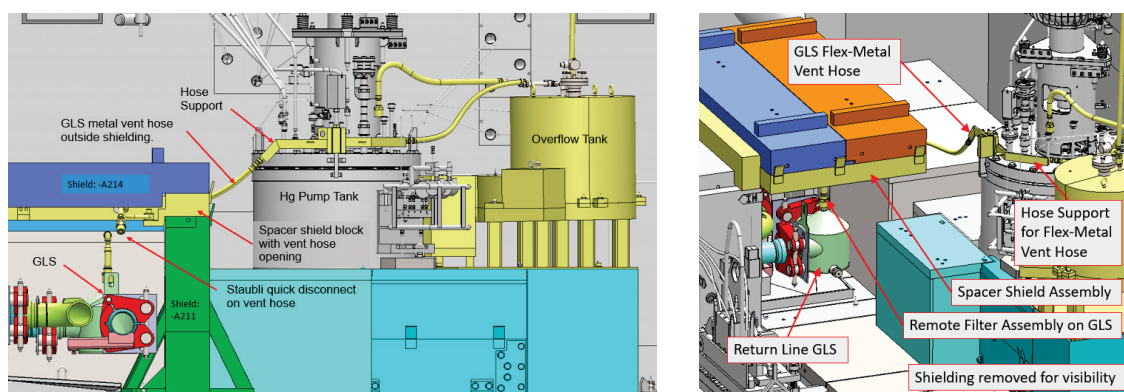 Hose
Support
GLS metal vent hose
outside shielding.
Overflow Tank
Shield: -A214
Hg Pump Tank
Spacer shield block
with vent hose
opening
GLS
Staubli quick disconnect
on vent hose
Shield:
-A211
GLS Flex-Metal
Vent Hose
Hose Support
for Flex-Metal
Vent Hose
Spacer Shield Assembly
Remote Filter Assembly on GLS
Return Line GLS
Shielding removed for visibility